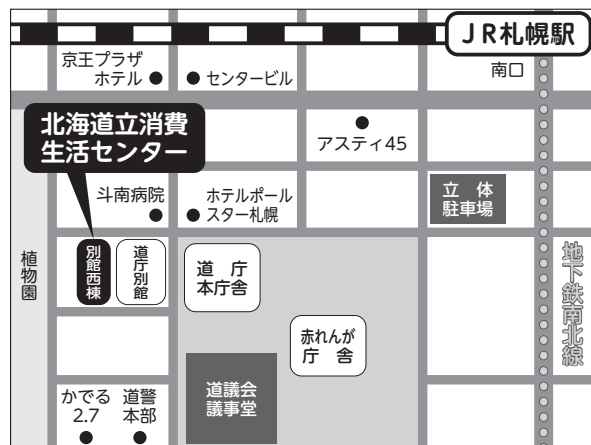 JR札幌駅
南口
京王プラザ
ホテル
センタービル
アスティ45
北海道立消費
生活センター
斗南病院
ホテルポール
スター札幌
立 体
駐車場
植物園
別館西棟
道庁別館
道 庁
本庁舎
地下鉄南北線
赤れんが
庁 舎
道議会
議事堂
かでる
2.7
道警
本部